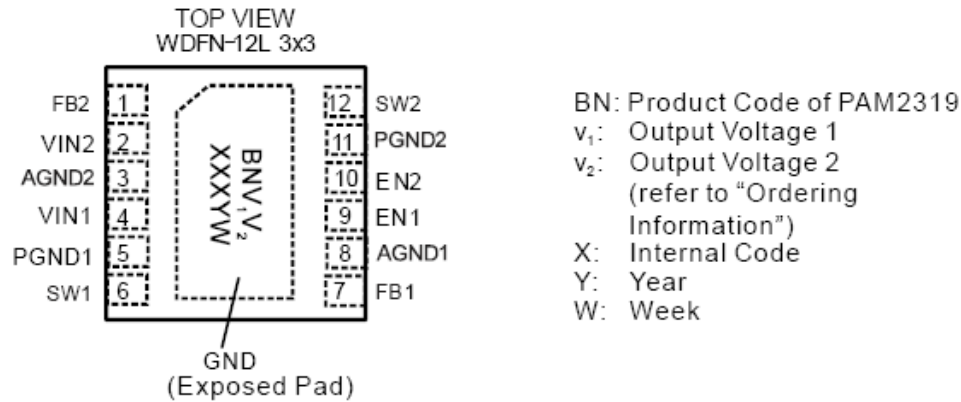 TOP VIEW
WDFN-12L 3x3
FB2 1
VIN2 2
AGND2 3
VIN1 4
PGND1 5
SW1 6
BNV₁V₂
XXXYW
12 SW2
11 PGND2
10 EN2
9 EN1
8 AGND1
7 FB1
GND
(Exposed Pad)
BN: Product Code of PAM2319
v₁: Output Voltage 1
v₂: Output Voltage 2
(refer to “Ordering
Information”)
X: Internal Code
Y: Year
W: Week